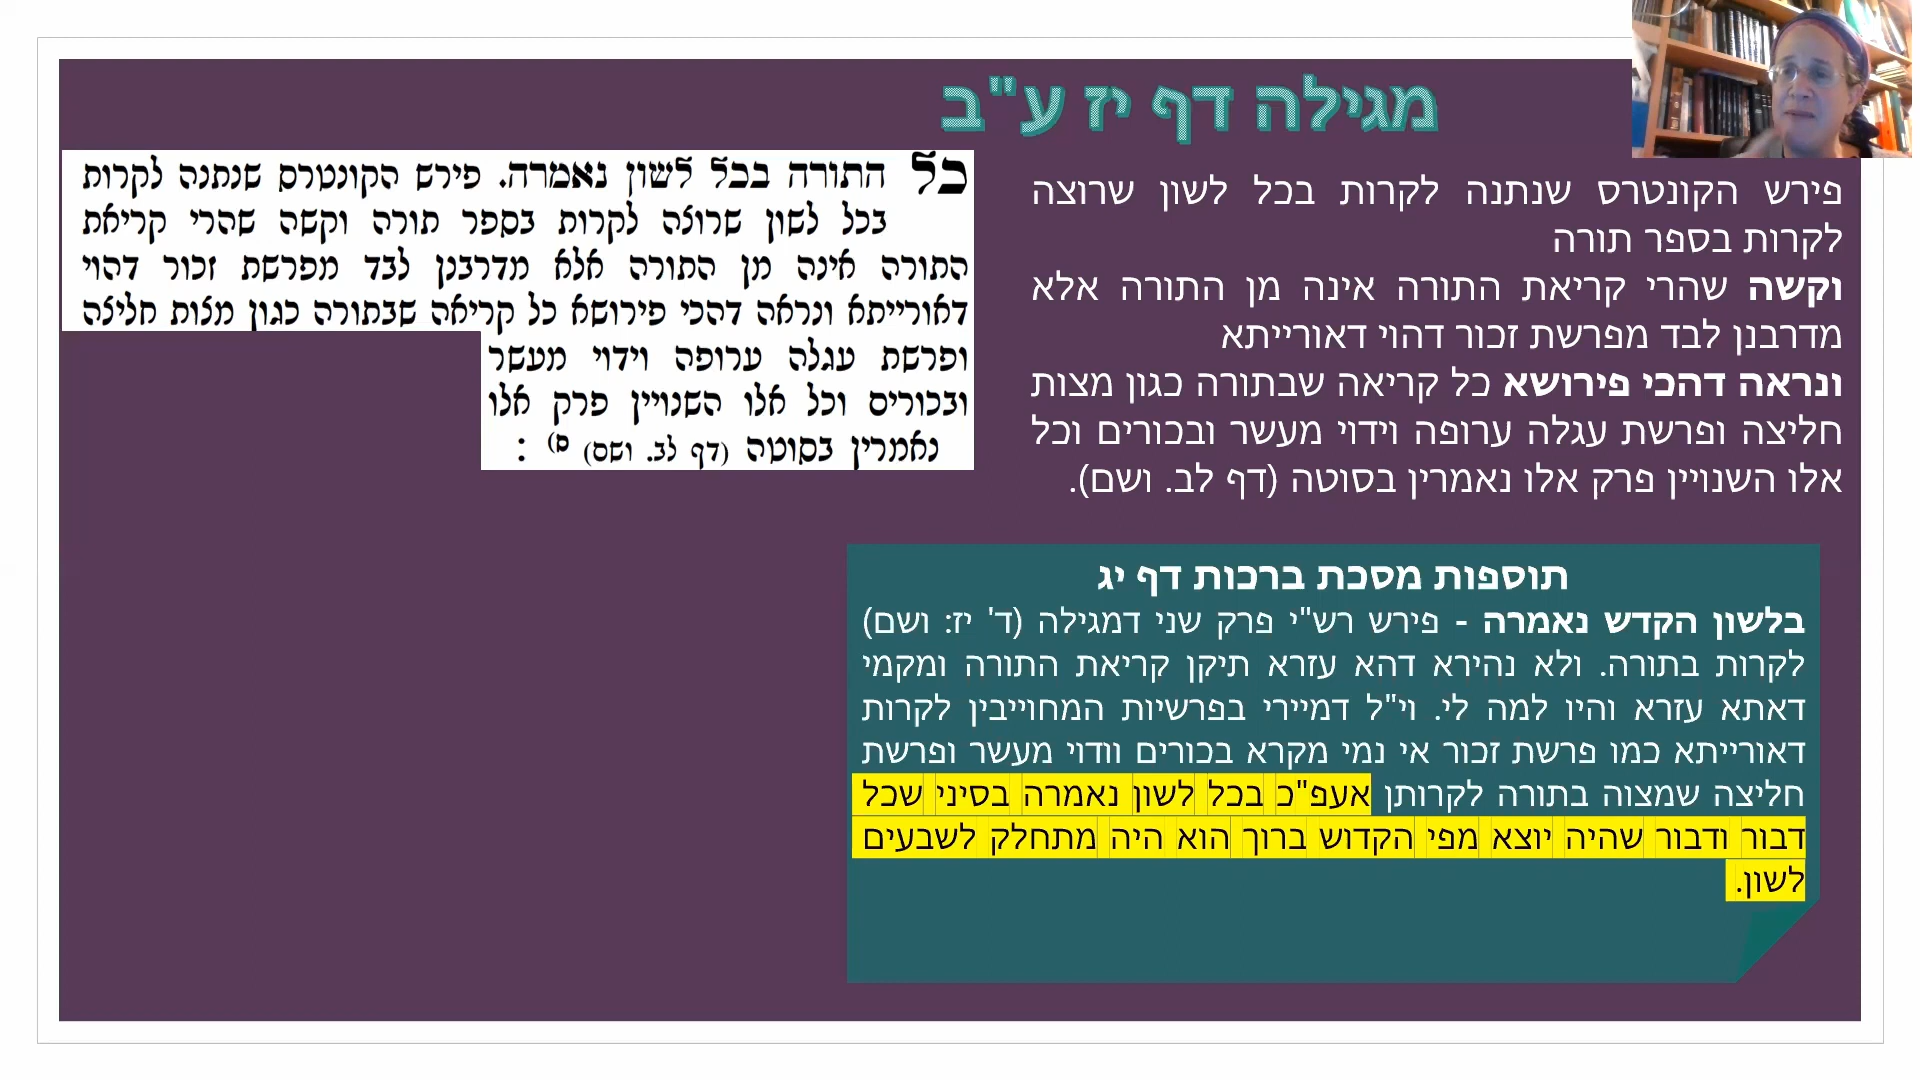 מגילה דף יז ע"ב
פירש הקונטרס שנתנה לקרות בכל לשון שרוצה
לקרות בספר תורה
וקשה שהרי קריאת התורה אינה מן התורה אלא
מדרבנן לבד מפרשת זכור דהוי דאורייתא
ונראה דהכי פירושא כל קריאה שבתורה כגון מצות
חליצה ופרשת עגלה ערופה וידוי מעשר ובכורים וכל
אלו השנויין פרק אלו נאמרין בסוטה (דף לב. ושם).
כל התורה בכל לשון נאמרה. פירש הקונטרס שנתנה לקרות
בכל לשון שרוצה לקרות בספר תורה וקשה שהרי קריאת
התורה אינה מן התורה אלא מדרבנן לבד מפרשת זכור דהוי
דאורייתא ונראה דהכי פירושא כל קריאה שבתורה כגון מצות חליצה
ופרשת עגלה ערופה וידוי מעשר
ובכורים וכל אלו השנויין פרק אלו
נאמרין בסוטה (דף לב. ושם) ס) :
תוספות מסכת ברכות דף יג
בלשון הקדש נאמרה - פירש רש"י פרק שני דמגילה (ד' יז: ושם)
לקרות בתורה. ולא נהירא דהא עזרא תיקן קריאת התורה ומקמי
דאתא עזרא והיו למה לי. וי"ל דמיירי בפרשיות המחוייבין לקרות
דאורייתא כמו פרשת זכור אי נמי מקרא בכורים וודוי מעשר ופרשת
חליצה שמצוה בתורה לקרותן אעפ"כ בכל לשון נאמרה בסיני שכל
דבור ודבור שהיה יוצא מפי הקדוש ברוך הוא היה מתחלק לשבעים
לשון.